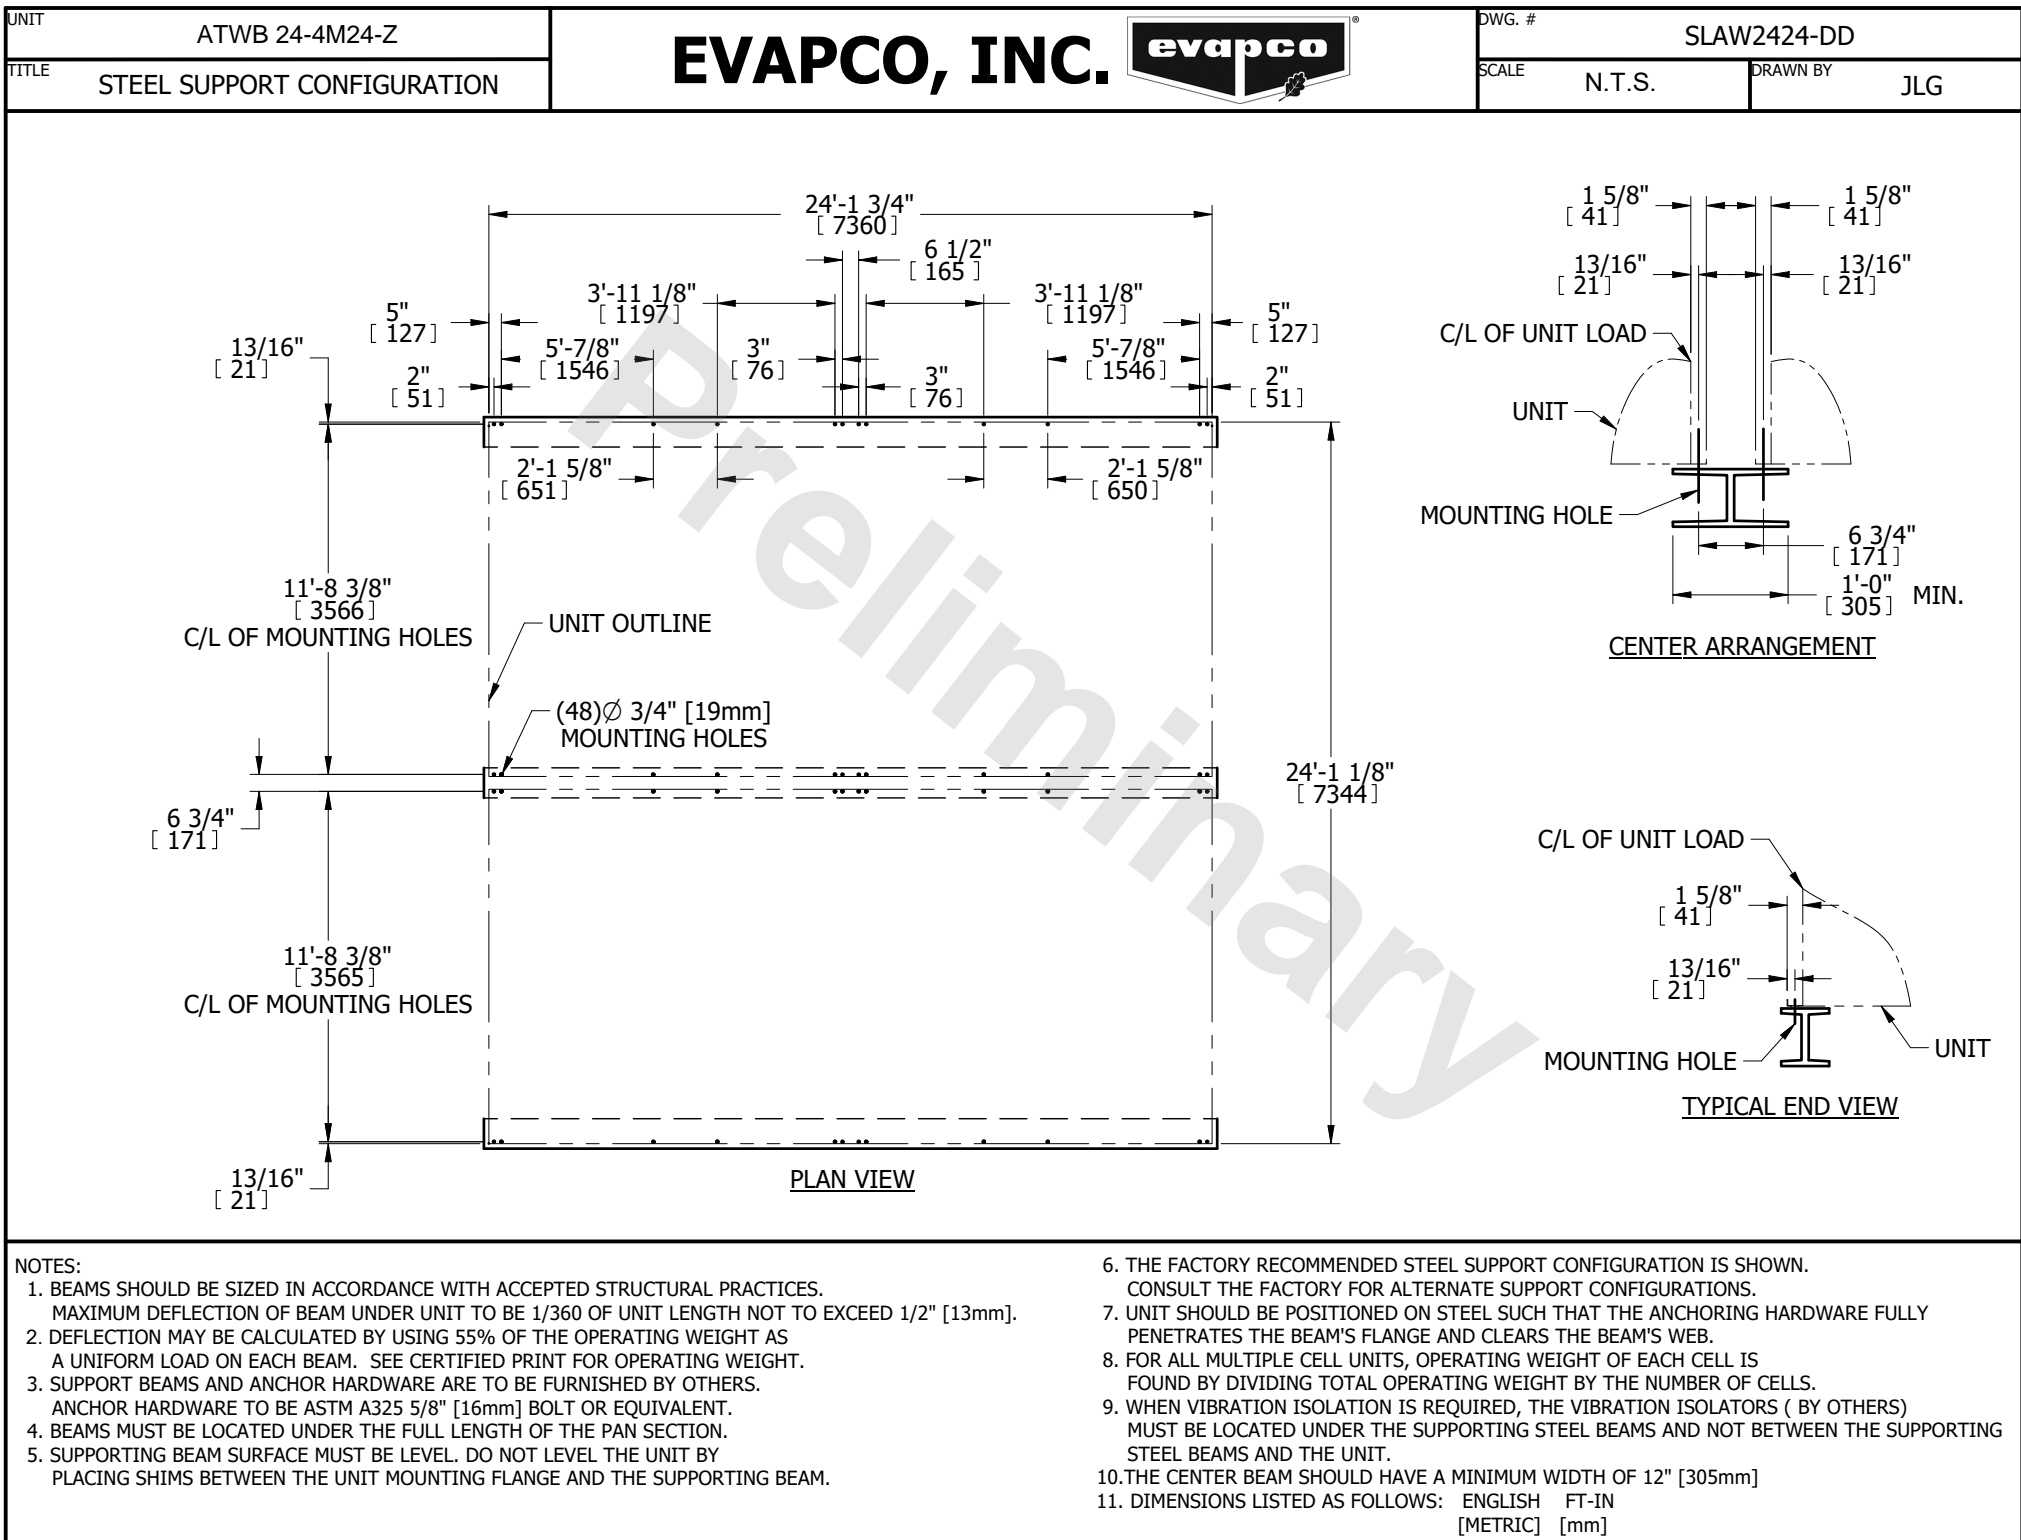 UNIT
ATWB 24-4M24-Z
TITLE
STEEL SUPPORT CONFIGURATION
EVAPCO, INC.
evapco
®
DWG. #
SLAW2424-DD
SCALE
N.T.S.
DRAWN BY
JLG
24'-1 3/4"
[ 7360 ]
6 1/2"
[ 165 ]
3'-11 1/8"
[ 1197 ]
3'-11 1/8"
[ 1197 ]
5"
[ 127 ]
5"
[ 127 ]
13/16"
[ 21 ]
5'-7/8"
[ 1546 ]
3"
[ 76 ]
5'-7/8"
[ 1546 ]
2"
[ 51 ]
3"
[ 76 ]
2"
[ 51 ]
2'-1 5/8"
[ 651 ]
2'-1 5/8"
[ 650 ]
11'-8 3/8"
[ 3566 ]
C/L OF MOUNTING HOLES
UNIT OUTLINE
(48)Ø 3/4" [19mm]
MOUNTING HOLES
6 3/4"
[ 171 ]
24'-1 1/8"
[ 7344 ]
11'-8 3/8"
[ 3565 ]
C/L OF MOUNTING HOLES
13/16"
[ 21 ]
PLAN VIEW
Preliminary
1 5/8"
[ 41 ]
1 5/8"
[ 41 ]
13/16"
[ 21 ]
13/16"
[ 21 ]
C/L OF UNIT LOAD
UNIT
MOUNTING HOLE
6 3/4"
[ 171 ]
1'-0"
[ 305 ] MIN.
CENTER ARRANGEMENT
C/L OF UNIT LOAD
1 5/8"
[ 41 ]
13/16"
[ 21 ]
MOUNTING HOLE
UNIT
TYPICAL END VIEW
NOTES:
1. BEAMS SHOULD BE SIZED IN ACCORDANCE WITH ACCEPTED STRUCTURAL PRACTICES.
MAXIMUM DEFLECTION OF BEAM UNDER UNIT TO BE 1/360 OF UNIT LENGTH NOT TO EXCEED 1/2" [13mm].
2. DEFLECTION MAY BE CALCULATED BY USING 55% OF THE OPERATING WEIGHT AS
A UNIFORM LOAD ON EACH BEAM. SEE CERTIFIED PRINT FOR OPERATING WEIGHT.
3. SUPPORT BEAMS AND ANCHOR HARDWARE ARE TO BE FURNISHED BY OTHERS.
ANCHOR HARDWARE TO BE ASTM A325 5/8" [16mm] BOLT OR EQUIVALENT.
4. BEAMS MUST BE LOCATED UNDER THE FULL LENGTH OF THE PAN SECTION.
5. SUPPORTING BEAM SURFACE MUST BE LEVEL. DO NOT LEVEL THE UNIT BY
PLACING SHIMS BETWEEN THE UNIT MOUNTING FLANGE AND THE SUPPORTING BEAM.
6. THE FACTORY RECOMMENDED STEEL SUPPORT CONFIGURATION IS SHOWN.
CONSULT THE FACTORY FOR ALTERNATE SUPPORT CONFIGURATIONS.
7. UNIT SHOULD BE POSITIONED ON STEEL SUCH THAT THE ANCHORING HARDWARE FULLY
PENETRATES THE BEAM'S FLANGE AND CLEARS THE BEAM'S WEB.
8. FOR ALL MULTIPLE CELL UNITS, OPERATING WEIGHT OF EACH CELL IS
FOUND BY DIVIDING TOTAL OPERATING WEIGHT BY THE NUMBER OF CELLS.
9. WHEN VIBRATION ISOLATION IS REQUIRED, THE VIBRATION ISOLATORS ( BY OTHERS)
MUST BE LOCATED UNDER THE SUPPORTING STEEL BEAMS AND NOT BETWEEN THE SUPPORTING
STEEL BEAMS AND THE UNIT.
10.THE CENTER BEAM SHOULD HAVE A MINIMUM WIDTH OF 12" [305mm]
11. DIMENSIONS LISTED AS FOLLOWS: ENGLISH FT-IN
[METRIC] [mm]